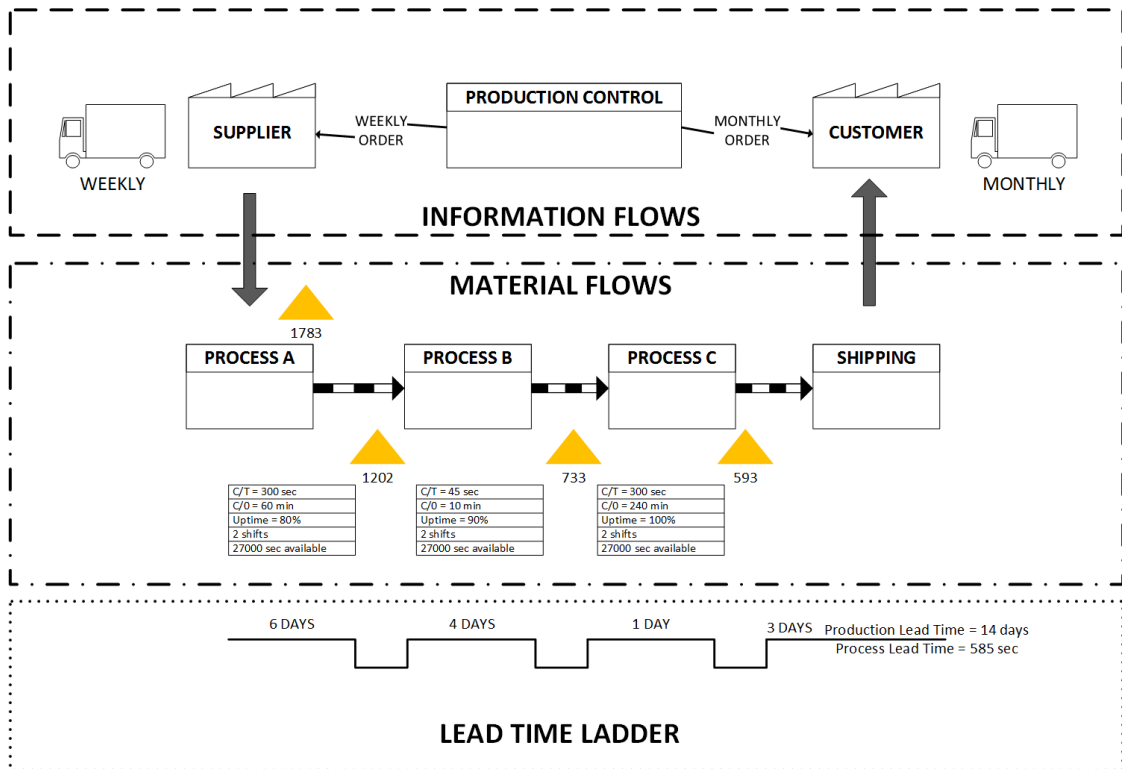 SUPPLIER
WEEKLY
ORDER
PRODUCTION CONTROL
MONTHLY
ORDER
CUSTOMER
WEEKLY
MONTHLY
INFORMATION FLOWS
MATERIAL FLOWS
1783
PROCESS A
PROCESS B
PROCESS C
SHIPPING
1202
733
593
C/T = 300 sec
C/0 = 60 min
Uptime = 80%
2 shifts
27000 sec available
C/T = 45 sec
C/0 = 10 min
Uptime = 90%
2 shifts
27000 sec available
C/T = 300 sec
C/0 = 240 min
Uptime = 100%
2 shifts
27000 sec available
6 DAYS
4 DAYS
1 DAY
3 DAYS
Production Lead Time = 14 days
Process Lead Time = 585 sec
LEAD TIME LADDER